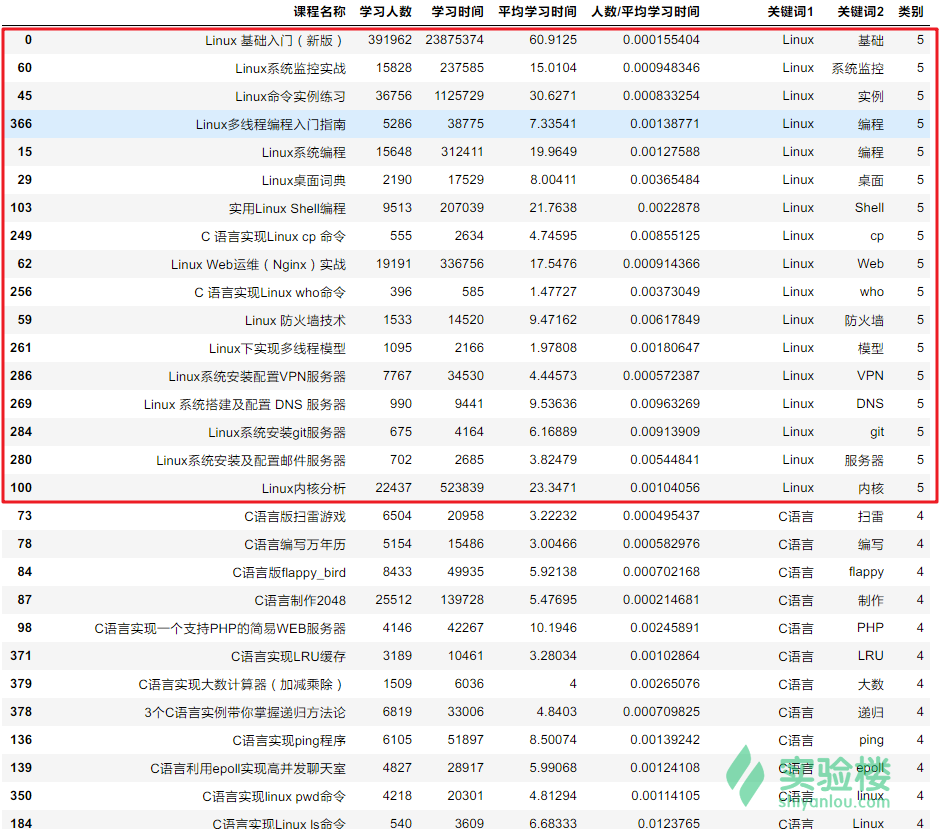 课程名称 学习人数 学习时间 平均学习时间 人数/平均学习时间 关键词1 关键词2 类别
0 Linux 基础入门（新版） 391962 23875374 60.9125 0.000155404 Linux 基础 5
60 Linux系统监控实战 15828 237585 15.0104 0.000948346 Linux 系统监控 5
45 Linux命令实例练习 36756 1125729 30.6271 0.000833254 Linux 实例 5
366 Linux多线程编程入门指南 5286 38775 7.33541 0.00138771 Linux 编程 5
15 Linux系统编程 15648 312411 19.9649 0.00127588 Linux 编程 5
29 Linux桌面词典 2190 17529 8.00411 0.00365484 Linux 桌面 5
103 实用Linux Shell编程 9513 207039 21.7638 0.0022878 Linux Shell 5
249 C 语言实现Linux cp 命令 555 2634 4.74595 0.00855125 Linux cp 5
62 Linux Web运维（Nginx）实战 19191 336756 17.5476 0.000914366 Linux Web 5
256 C 语言实现Linux who命令 396 585 1.47727 0.00373049 Linux who 5
59 Linux 防火墙技术 1533 14520 9.47162 0.00617849 Linux 防火墙 5
261 Linux下实现多线程模型 1095 2166 1.97808 0.00180647 Linux 模型 5
286 Linux系统安装配置VPN服务器 7767 34530 4.44573 0.000572387 Linux VPN 5
269 Linux 系统搭建及配置 DNS 服务器 990 9441 9.53636 0.00963269 Linux DNS 5
284 Linux系统安装git服务器 675 4164 6.16889 0.00913909 Linux git 5
280 Linux系统安装及配置邮件服务器 702 2685 3.82479 0.00544841 Linux 服务器 5
100 Linux内核分析 22437 523839 23.3471 0.00104056 Linux 内核 5
73 C语言版扫雷游戏 6504 20958 3.22232 0.000495437 C语言 扫雷 4
78 C语言编写万年历 5154 15486 3.00466 0.000582976 C语言 编写 4
84 C语言版flappy_bird 8433 49935 5.92138 0.000702168 C语言 flappy 4
87 C语言制作2048 25512 139728 5.47695 0.000214681 C语言 制作 4
98 C语言实现一个支持PHP的简易WEB服务器 4146 42267 10.1946 0.00245891 C语言 PHP 4
371 C语言实现LRU缓存 3189 10461 3.28034 0.00102864 C语言 LRU 4
379 C语言实现大数计算器（加减乘除） 1509 6036 4 0.00265076 C语言 大数 4
378 3个C语言实例带你掌握递归方法论 6819 33006 4.8403 0.000709825 C语言 递归 4
136 C语言实现ping程序 6105 51897 8.50074 0.00139242 C语言 ping 4
139 C语言利用epoll实现高并发聊天室 4827 28917 5.99068 0.00124108 C语言 epoll 4
350 C语言实现linux pwd命令 4218 20301 4.81294 0.00114105 C语言 linux 4
184 C语言实现Linux ls命令 540 3609 6.68333 0.0123765 C语言 Linux 4
实验楼
shiyanlou.com